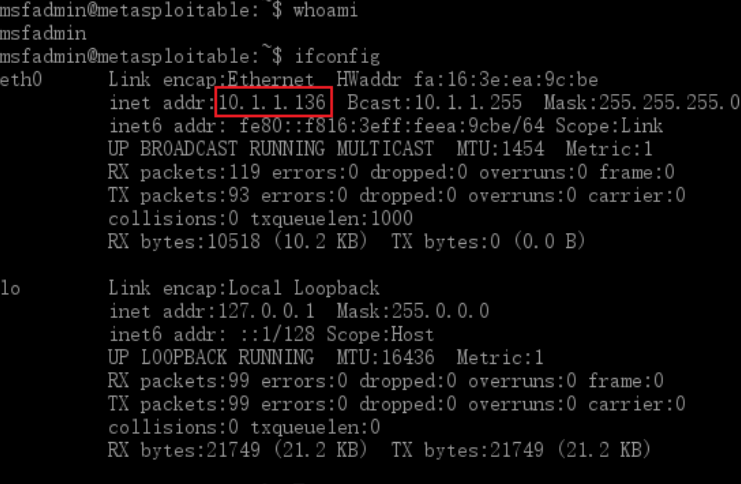 msfadmin@metasploitable:~$ whoami
msfadmin
msfadmin@metasploitable:~$ ifconfig
eth0 Link encap:Ethernet HWaddr fa:16:3e:ea:9c:be
inet addr:10.1.1.136 Bcast:10.1.1.255 Mask:255.255.255.0
inet6 addr: fe80::f816:3eff:feea:9cbe/64 Scope:Link
UP BROADCAST RUNNING MULTICAST MTU:1454 Metric:1
RX packets:119 errors:0 dropped:0 overruns:0 frame:0
TX packets:93 errors:0 dropped:0 overruns:0 carrier:0
collisions:0 txqueuelen:1000
RX bytes:10518 (10.2 KB) TX bytes:0 (0.0 B)
lo Link encap:Local Loopback
inet addr:127.0.0.1 Mask:255.0.0.0
inet6 addr: ::1/128 Scope:Host
UP LOOPBACK RUNNING MTU:16436 Metric:1
RX packets:99 errors:0 dropped:0 overruns:0 frame:0
TX packets:99 errors:0 dropped:0 overruns:0 carrier:0
collisions:0 txqueuelen:0
RX bytes:21749 (21.2 KB) TX bytes:21749 (21.2 KB)